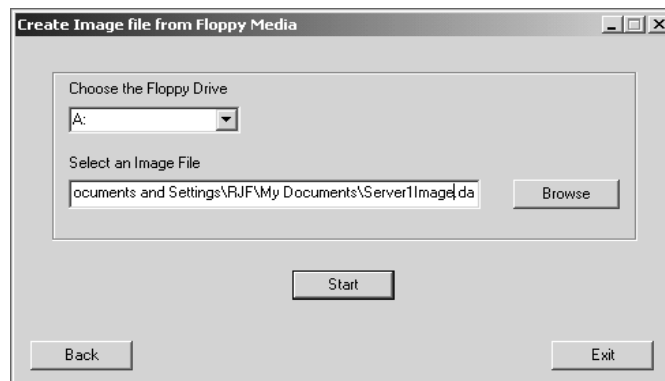 Create Image file from Floppy Media
Choose the Floppy Drive
A:
Select an Image File
ocuments and Settings\RJF\My Documents\Server1Image.da
Browse
Start
Back
Exit